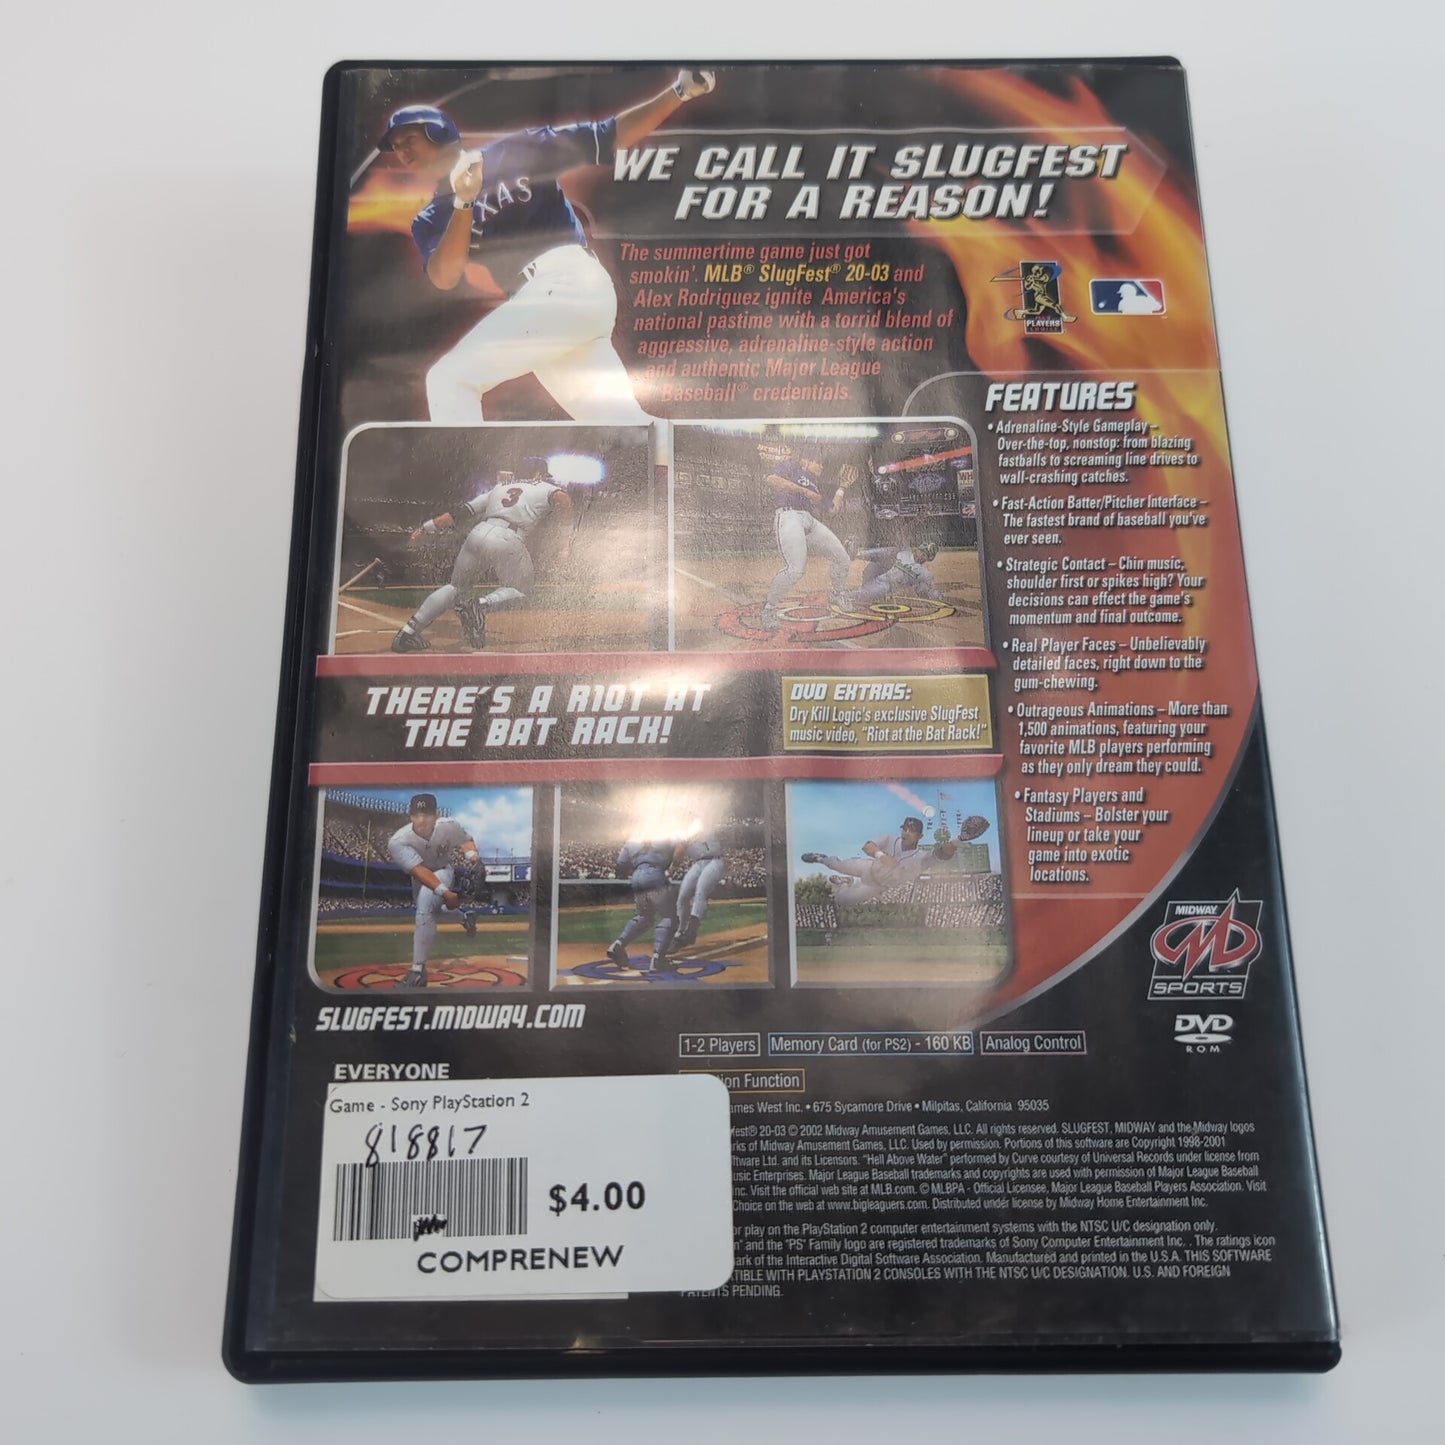 WE CALL IT SLUGFEST
FOR A REASON!
TEXAS
The summertime game just got
smokin'. MLB® SlugFest® 20-03 and
Alex Rodriguez ignite America's
national pastime with a torrid blend of
aggressive, adrenaline-style action
and authentic Major League
Baseball® credentials.
PLAYERS
CHOICE
FEATURES
• Adrenaline-Style Gameplay –
Over-the-top, nonstop: from blazing
fastballs to screaming line drives to
wall-crashing catches.
• Fast-Action Batter/Pitcher Interface –
The fastest brand of baseball you've
ever seen.
• Strategic Contact – Chin music,
shoulder first or spikes high? Your
decisions can effect the game's
momentum and final outcome.
• Real Player Faces – Unbelievably
detailed faces, right down to the
gum-chewing.
• Outrageous Animations – More than
1,500 animations, featuring your
favorite MLB players performing
as they only dream they could.
• Fantasy Players and
Stadiums – Bolster your
lineup or take your
game into exotic
locations.
3
THERE'S A RIOT AT
THE BAT RACK!
DVD EXTRAS:
Dry Kill Logic's exclusive SlugFest
music video, "Riot at the Bat Rack!"
MIDWAY
SPORTS
DVD
ROM
SLUGFEST.MIDWAY.COM
1-2 Players
Memory Card (for PS2) - 160 KB
Analog Control
Function
EVERYONE
Game - Sony PlayStation 2
818817
$4.00
COMPRENEW
ames West Inc. • 675 Sycamore Drive • Milpitas, California 95035
fest® 20-03 © 2002 Midway Amusement Games, LLC. All rights reserved. SLUGFEST, MIDWAY and the Midway logos
rks of Midway Amusement Games, LLC. Used by permission. Portions of this software are Copyright 1998-2001
ftware Ltd. and its Licensors. "Hell Above Water" performed by Curve courtesy of Universal Records under license from
usic Enterprises. Major League Baseball trademarks and copyrights are used with permission of Major League Baseball
Inc. Visit the official web site at MLB.com. © MLBPA - Official Licensee, Major League Baseball Players Association. Visit
Choice on the web at www.bigleaguers.com. Distributed under license by Midway Home Entertainment Inc.
or play on the PlayStation 2 computer entertainment systems with the NTSC U/C designation only.
n" and the "PS" Family logo are registered trademarks of Sony Computer Entertainment Inc. . The ratings icon
ark of the Interactive Digital Software Association. Manufactured and printed in the U.S.A. THIS SOFTWARE
TIBLE WITH PLAYSTATION 2 CONSOLES WITH THE NTSC U/C DESIGNATION. U.S. AND FOREIGN
PATENTS PENDING.